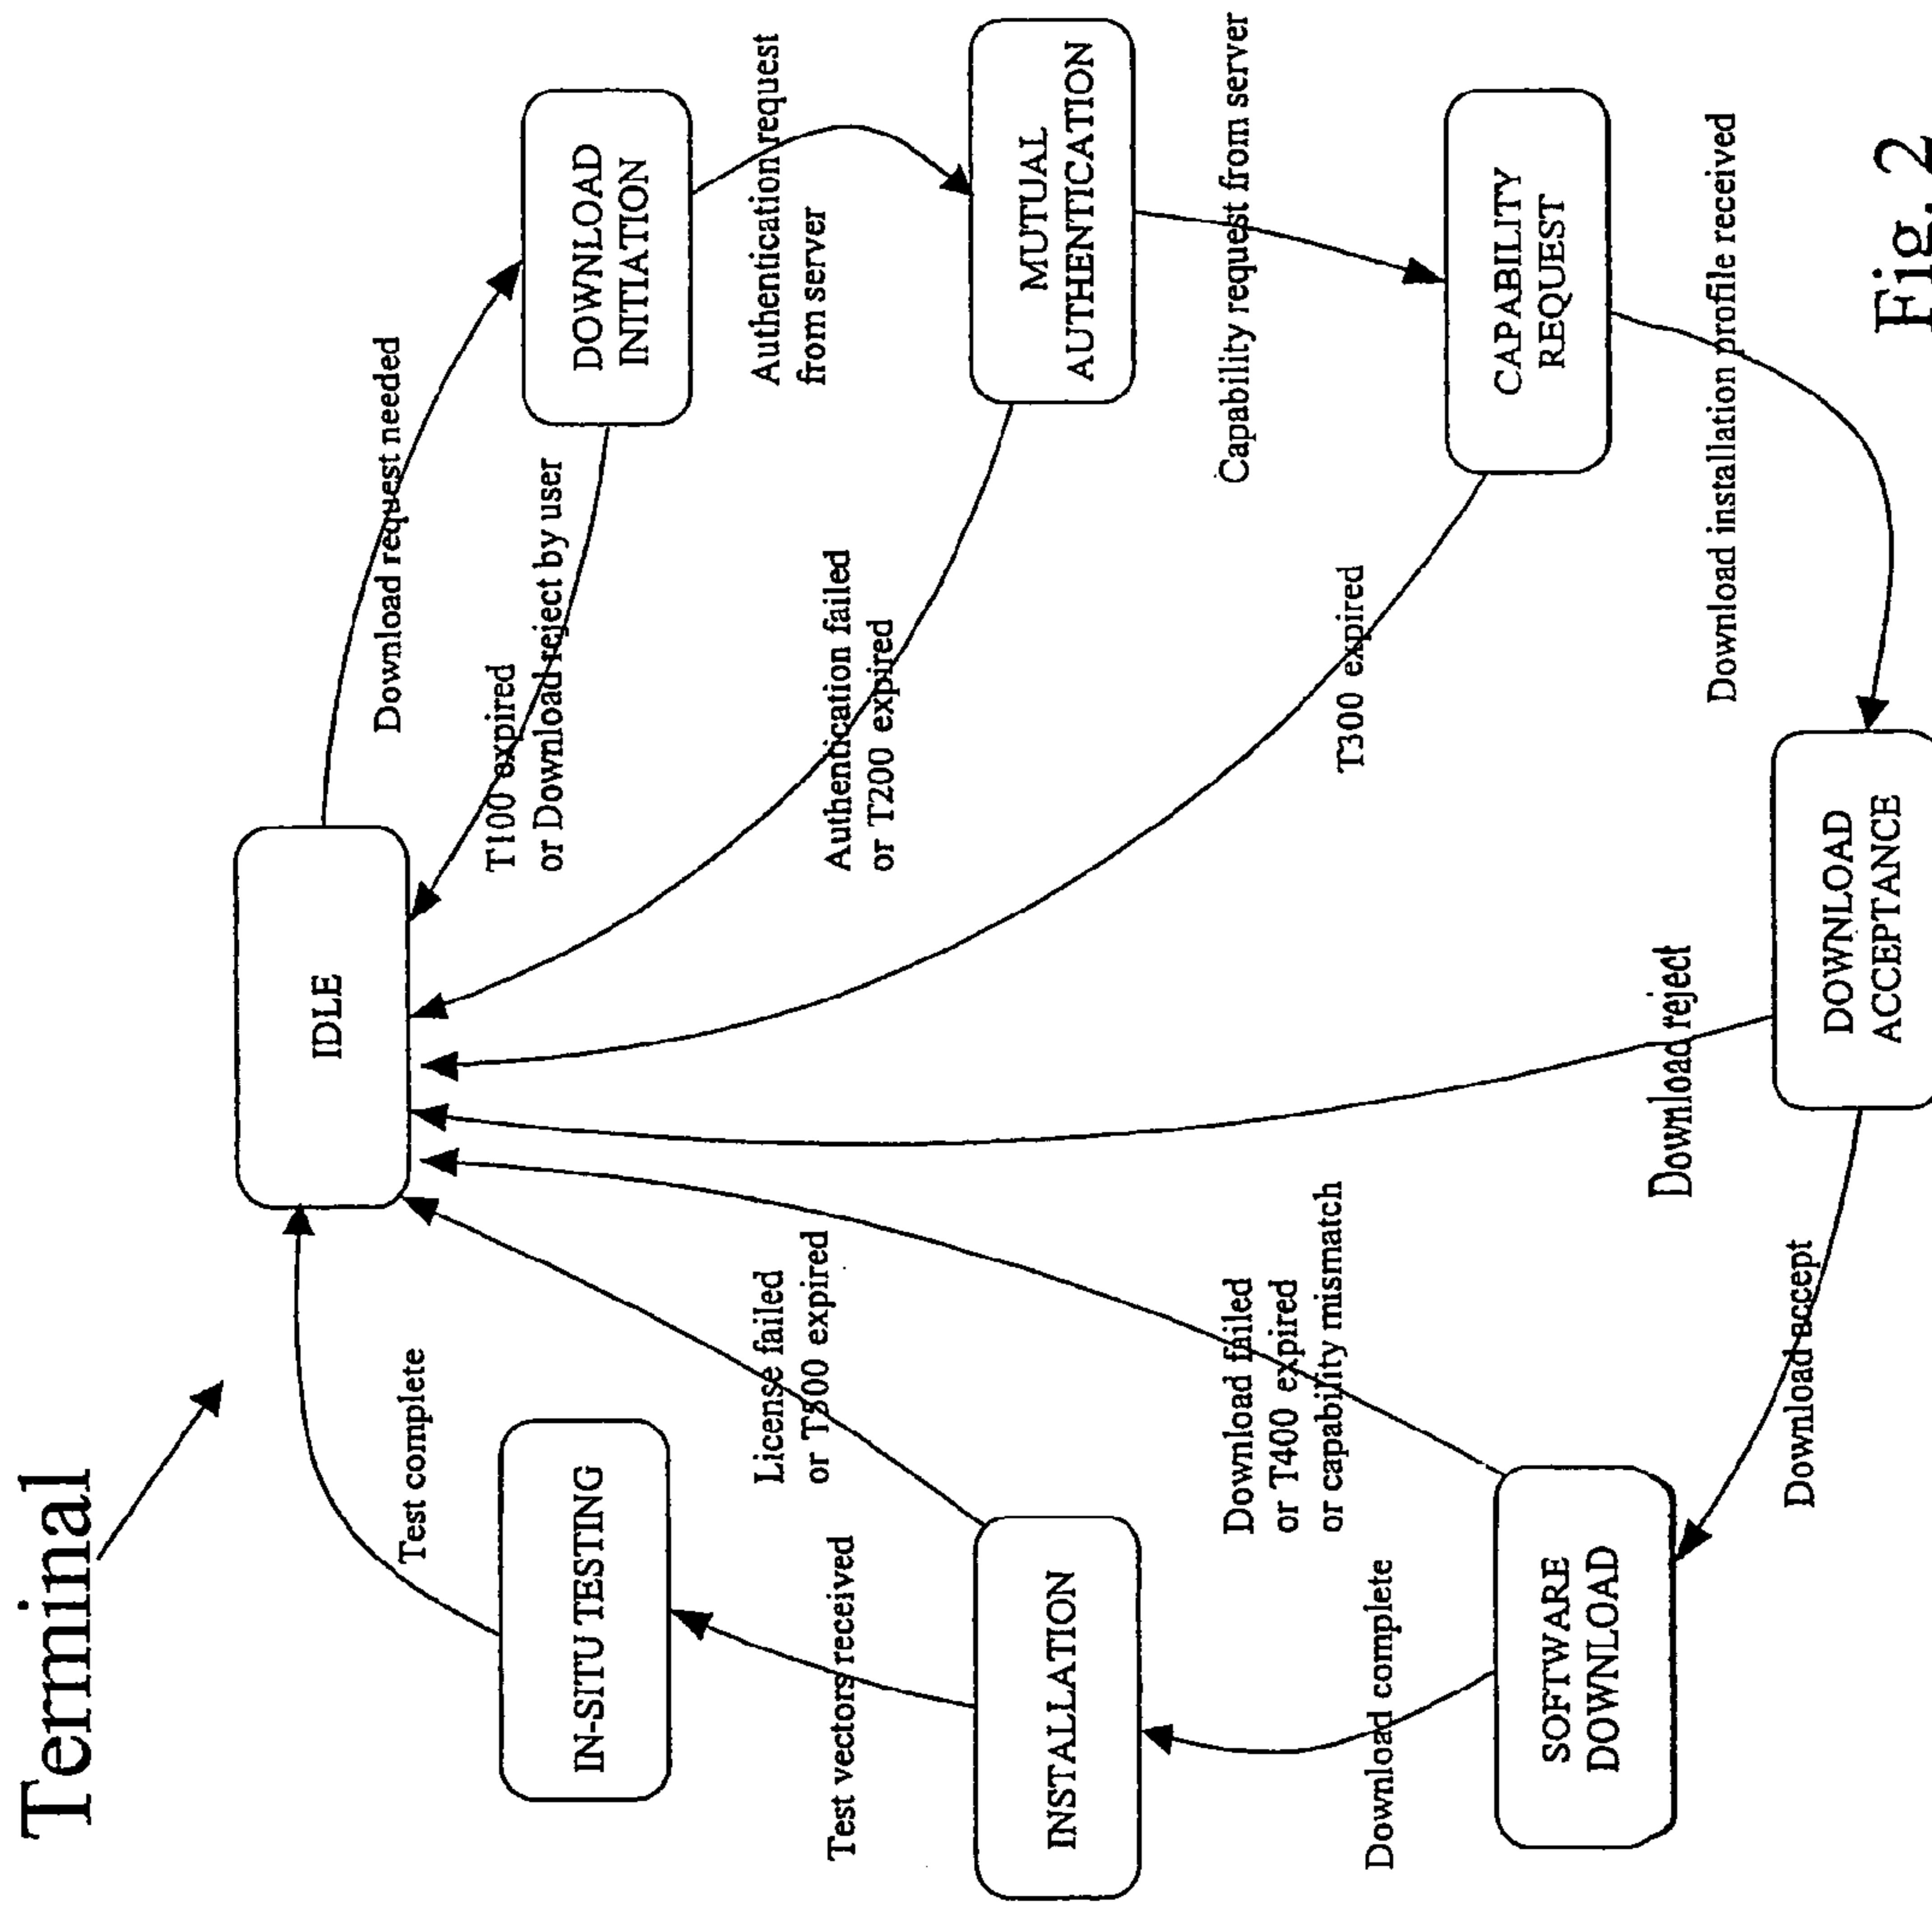 Terminal
IDLE
Download request needed
T100 expired
or Download reject by user
DOWNLOAD
INITIATION
Authentication request
from server
MUTUAL
AUTHENTICATION
Authentication failed
or T200 expired
Capability request from server
CAPABILITY
REQUEST
T300 expired
Download installation profile received
DOWNLOAD
ACCEPTANCE
Download reject
Download accept
SOFTWARE
DOWNLOAD
Download failed
or T400 expired
or capability mismatch
Download complete
INSTALLATION
License failed
or T500 expired
Test vectors received
IN-SITU TESTING
Test complete
Fig. 2